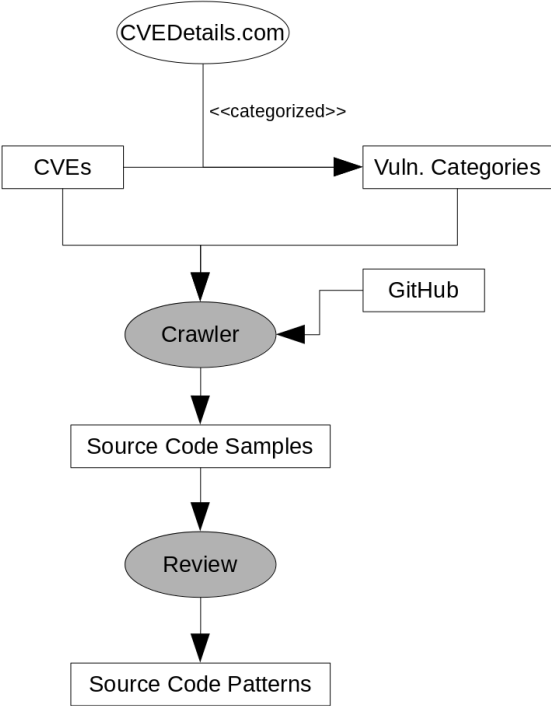 CVEDetails.com
<<categorized>>
CVEs
Vuln. Categories
GitHub
Crawler
Source Code Samples
Review
Source Code Patterns